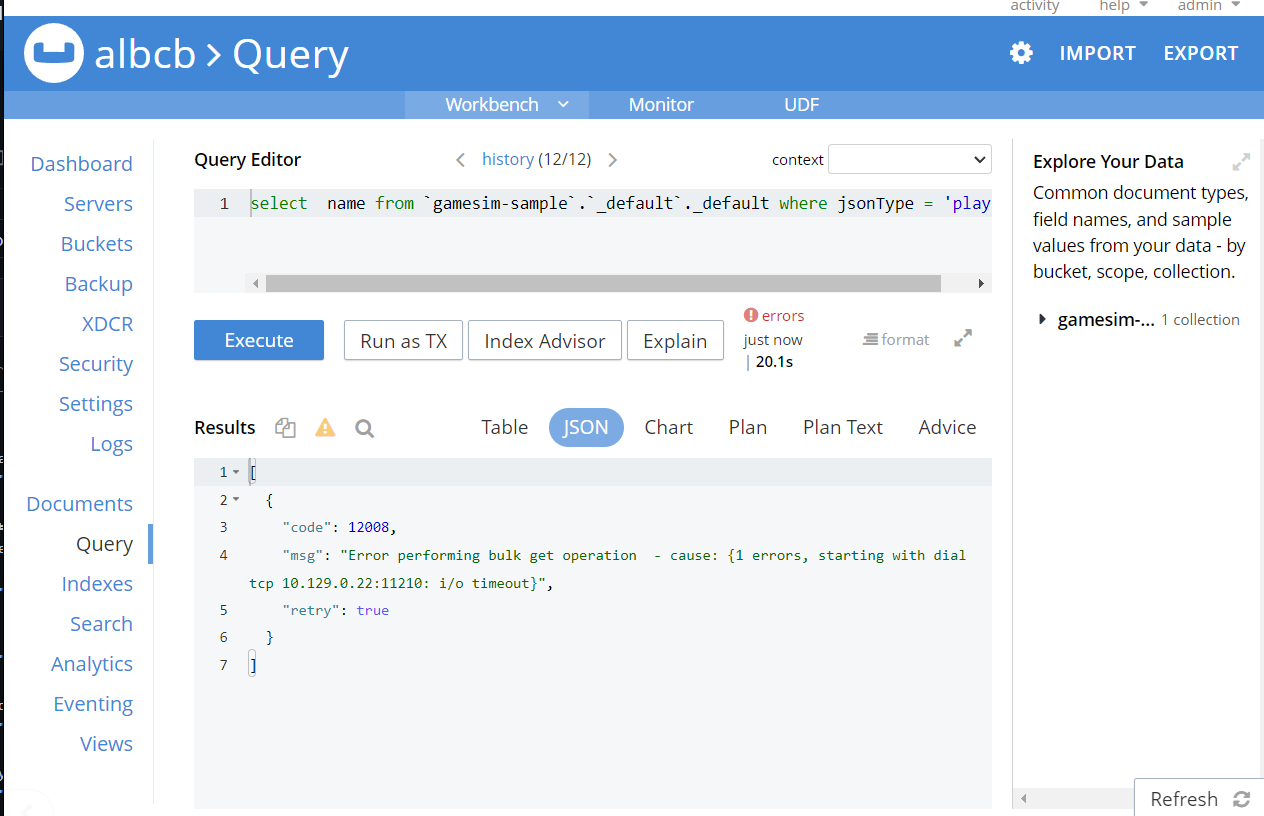 activity help admin
albcb > Query
IMPORT EXPORT
Workbench Monitor UDF
Dashboard
Servers
Buckets
Backup
XDCR
Security
Settings
Logs
Documents
Query
Indexes
Search
Analytics
Eventing
Views
Query Editor
history (12/12)
context
1 select name from `gamesim-sample`.`_default`._default where jsonType = 'play
Execute
Run as TX
Index Advisor
Explain
errors
just now
| 20.1s
format
Results
Table JSON Chart Plan Plan Text Advice
1 [
2 {
3 "code": 12008,
4 "msg": "Error performing bulk get operation - cause: {1 errors, starting with dial
tcp 10.129.0.22:11210: i/o timeout}",
5 "retry": true
6 }
7 ]
Explore Your Data
Common document types,
field names, and sample
values from your data - by
bucket, scope, collection.
gamesim-... 1 collection
Refresh